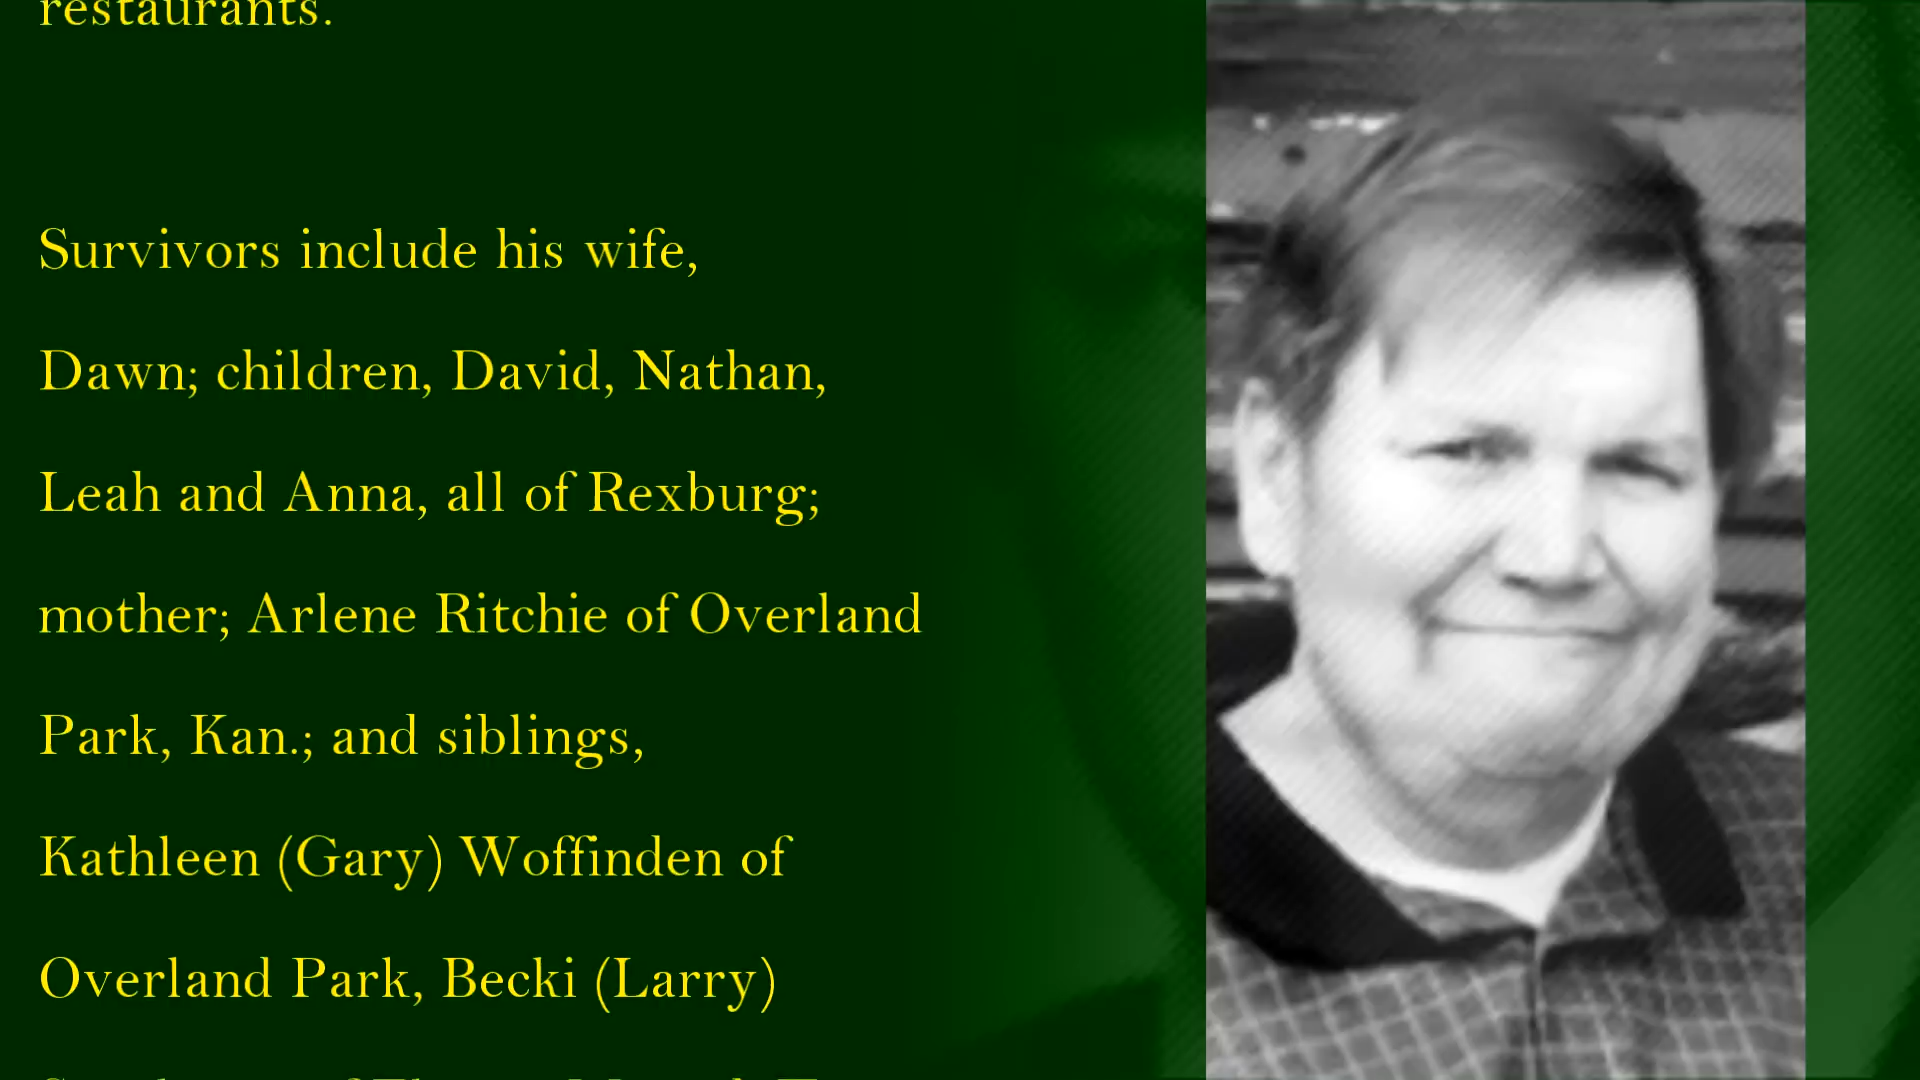 restaurants.
Survivors include his wife,
Dawn; children, David, Nathan,
Leah and Anna, all of Rexburg;
mother; Arlene Ritchie of Overland
Park, Kan.; and siblings,
Kathleen (Gary) Woffinden of
Overland Park, Becki (Larry)